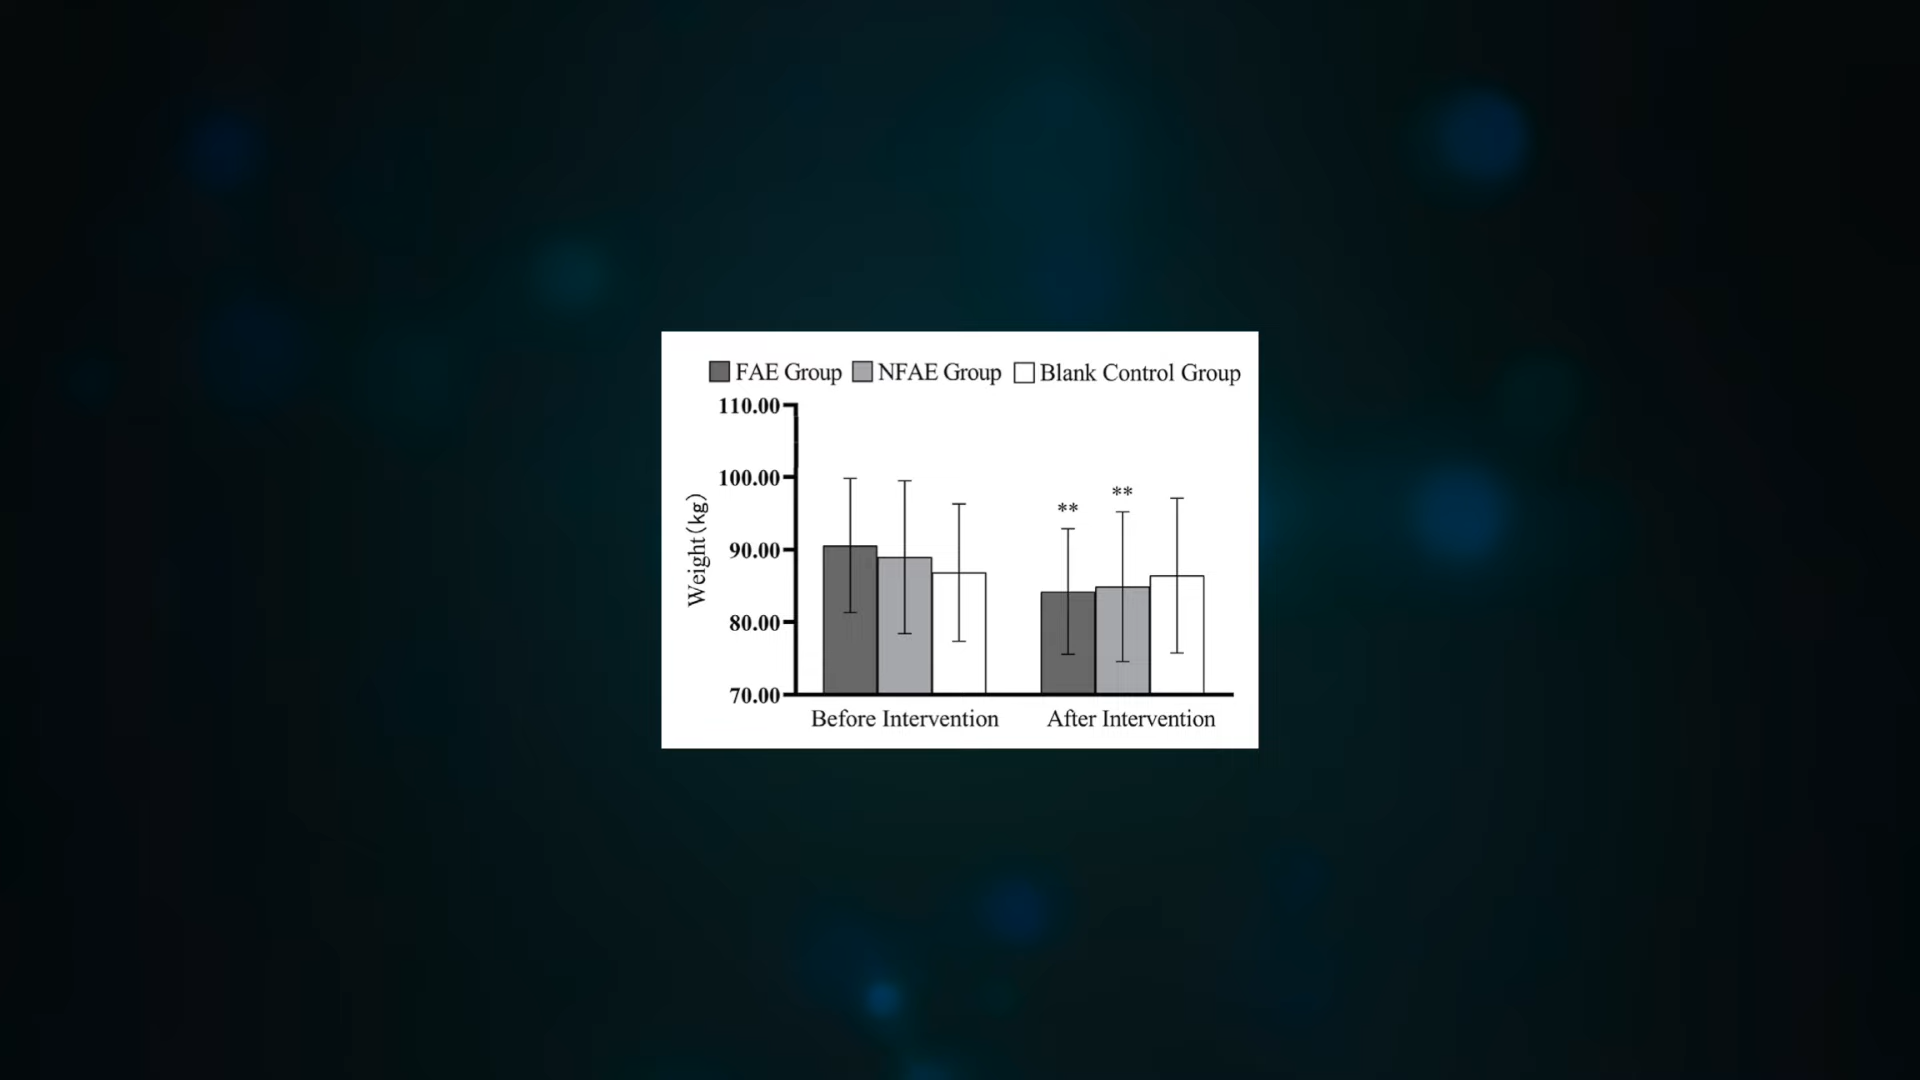 FAE Group NFAE Group Blank Control Group
110.00
100.00
90.00
80.00
70.00
Weight(kg)
** **
Before Intervention After Intervention